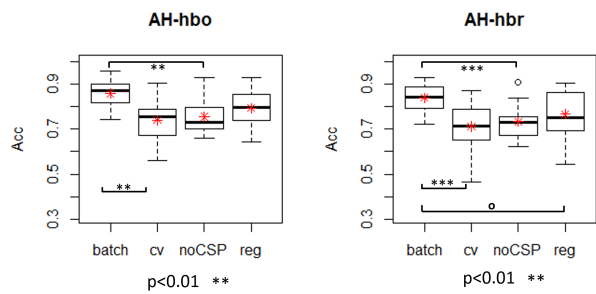 AH-hbo
Acc
0.9
0.7
0.5
0.3
**
**
batch cv noCSP reg
p<0.01 **
AH-hbr
Acc
0.9
0.7
0.5
0.3
***
***
o
batch cv noCSP reg
p<0.01 **